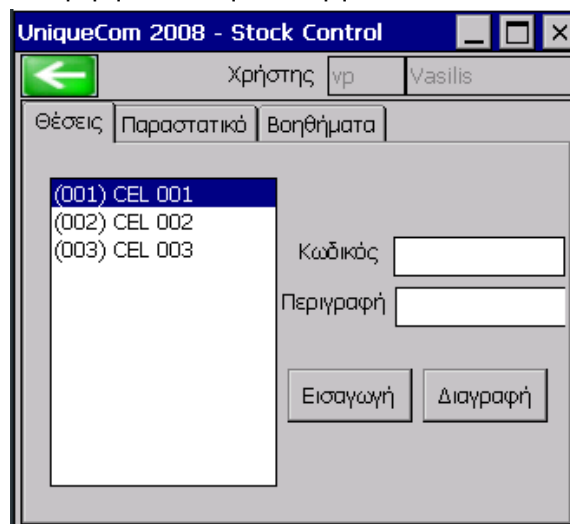 UniqueCom 2008 - Stock Control
Χρήστης vp Vasilis
Θέσεις Παραστατικό Βοηθήματα
(001) CEL 001
(002) CEL 002
(003) CEL 003
Κωδικός
Περιγραφή
Εισαγωγή Διαγραφή